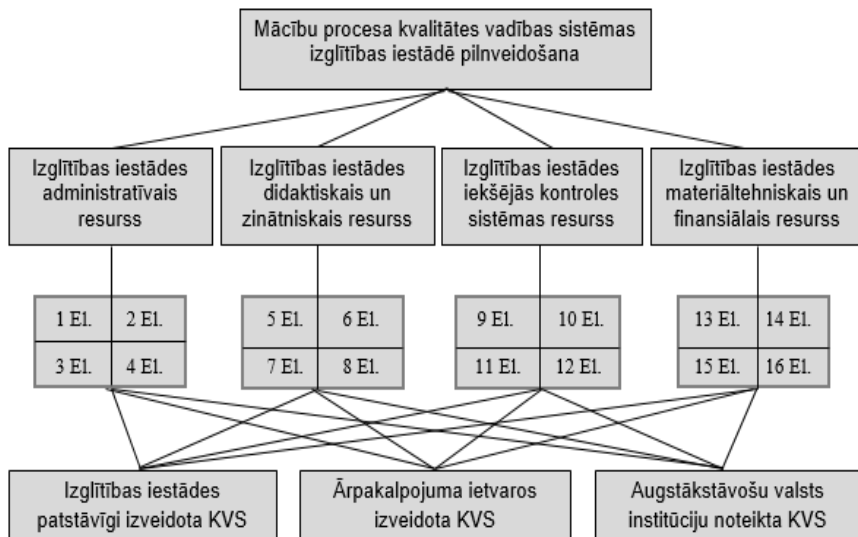 Mācību procesa kvalitātes vadības sistēmas
izglītības iestādē pilnveidošana
Izglītības iestādes
administratīvais
resurss
Izglītības iestādes
didaktiskais un
zinātniskais resurss
Izglītības iestādes
iekšējās kontroles
sistēmas resurss
Izglītības iestādes
materiāltehniskais un
finansiālais resurss
1 El. 2 El.
3 El. 4 El.
5 El. 6 El.
7 El. 8 El.
9 El. 10 El.
11 El. 12 El.
13 El. 14 El.
15 El. 16 El.
Izglītības iestādes
patstāvīgi izveidota KVS
Ārpakalpojuma ietvaros
izveidota KVS
Augstākstāvošu valsts
institūciju noteikta KVS